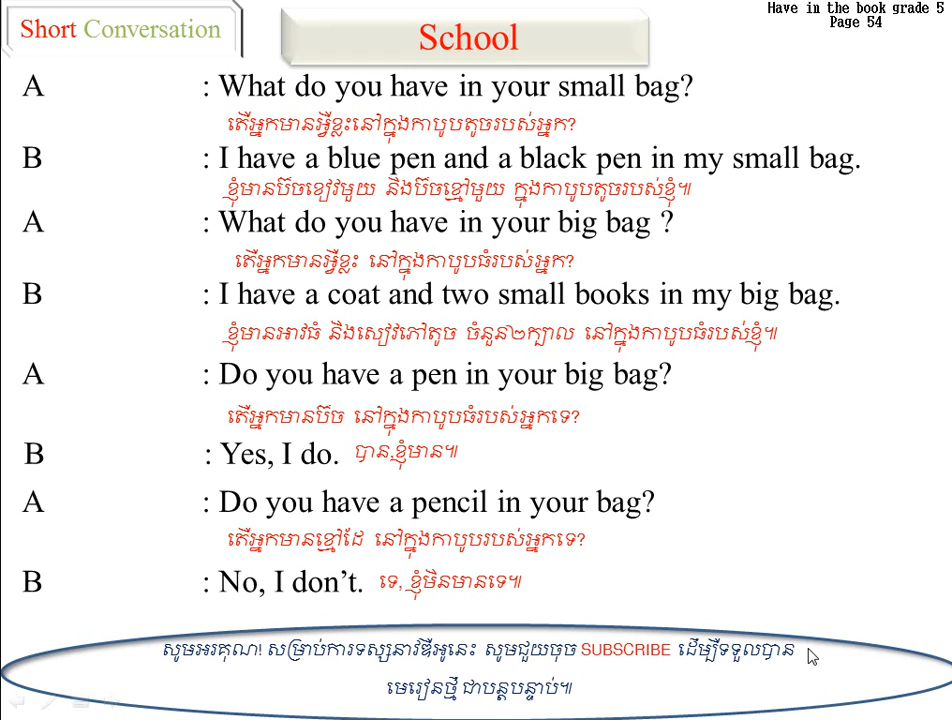 Have in the book grade 5
Page 54
Short Conversation
School
A : What do you have in your small bag?
តើអ្នកមានអ្វីខ្លះនៅក្នុងកាបូបតូចរបស់អ្នក?
B : I have a blue pen and a black pen in my small bag.
ខ្ញុំមានប៊ិចខៀវមួយ និងប៊ិចខ្មៅមួយ ក្នុងកាបូបតូចរបស់ខ្ញុំ៕
A : What do you have in your big bag ?
តើអ្នកមានអ្វីខ្លះ នៅក្នុងកាបូបធំរបស់អ្នក?
B : I have a coat and two small books in my big bag.
ខ្ញុំមានអាវធំ និងសៀវភៅតូច ចំនួន២ក្បាល នៅក្នុងកាបូបធំរបស់ខ្ញុំ៕
A : Do you have a pen in your big bag?
តើអ្នកមានប៊ិច នៅក្នុងកាបូបធំរបស់អ្នកទេ?
B : Yes, I do. បាន,ខ្ញុំមាន៕
A : Do you have a pencil in your bag?
តើអ្នកមានខ្មៅដៃ នៅក្នុងកាបូបរបស់អ្នកទេ?
B : No, I don’t. ទេ, ខ្ញុំមិនមានទេ៕
សូមអរគុណ! សម្រាប់ការទស្សនាវីឌីអូនេះ សូមជួយចុច SUBSCRIBE ដើម្បីទទួលបាន
មេរៀនថ្មី ជាបន្តបន្ទាប់៕